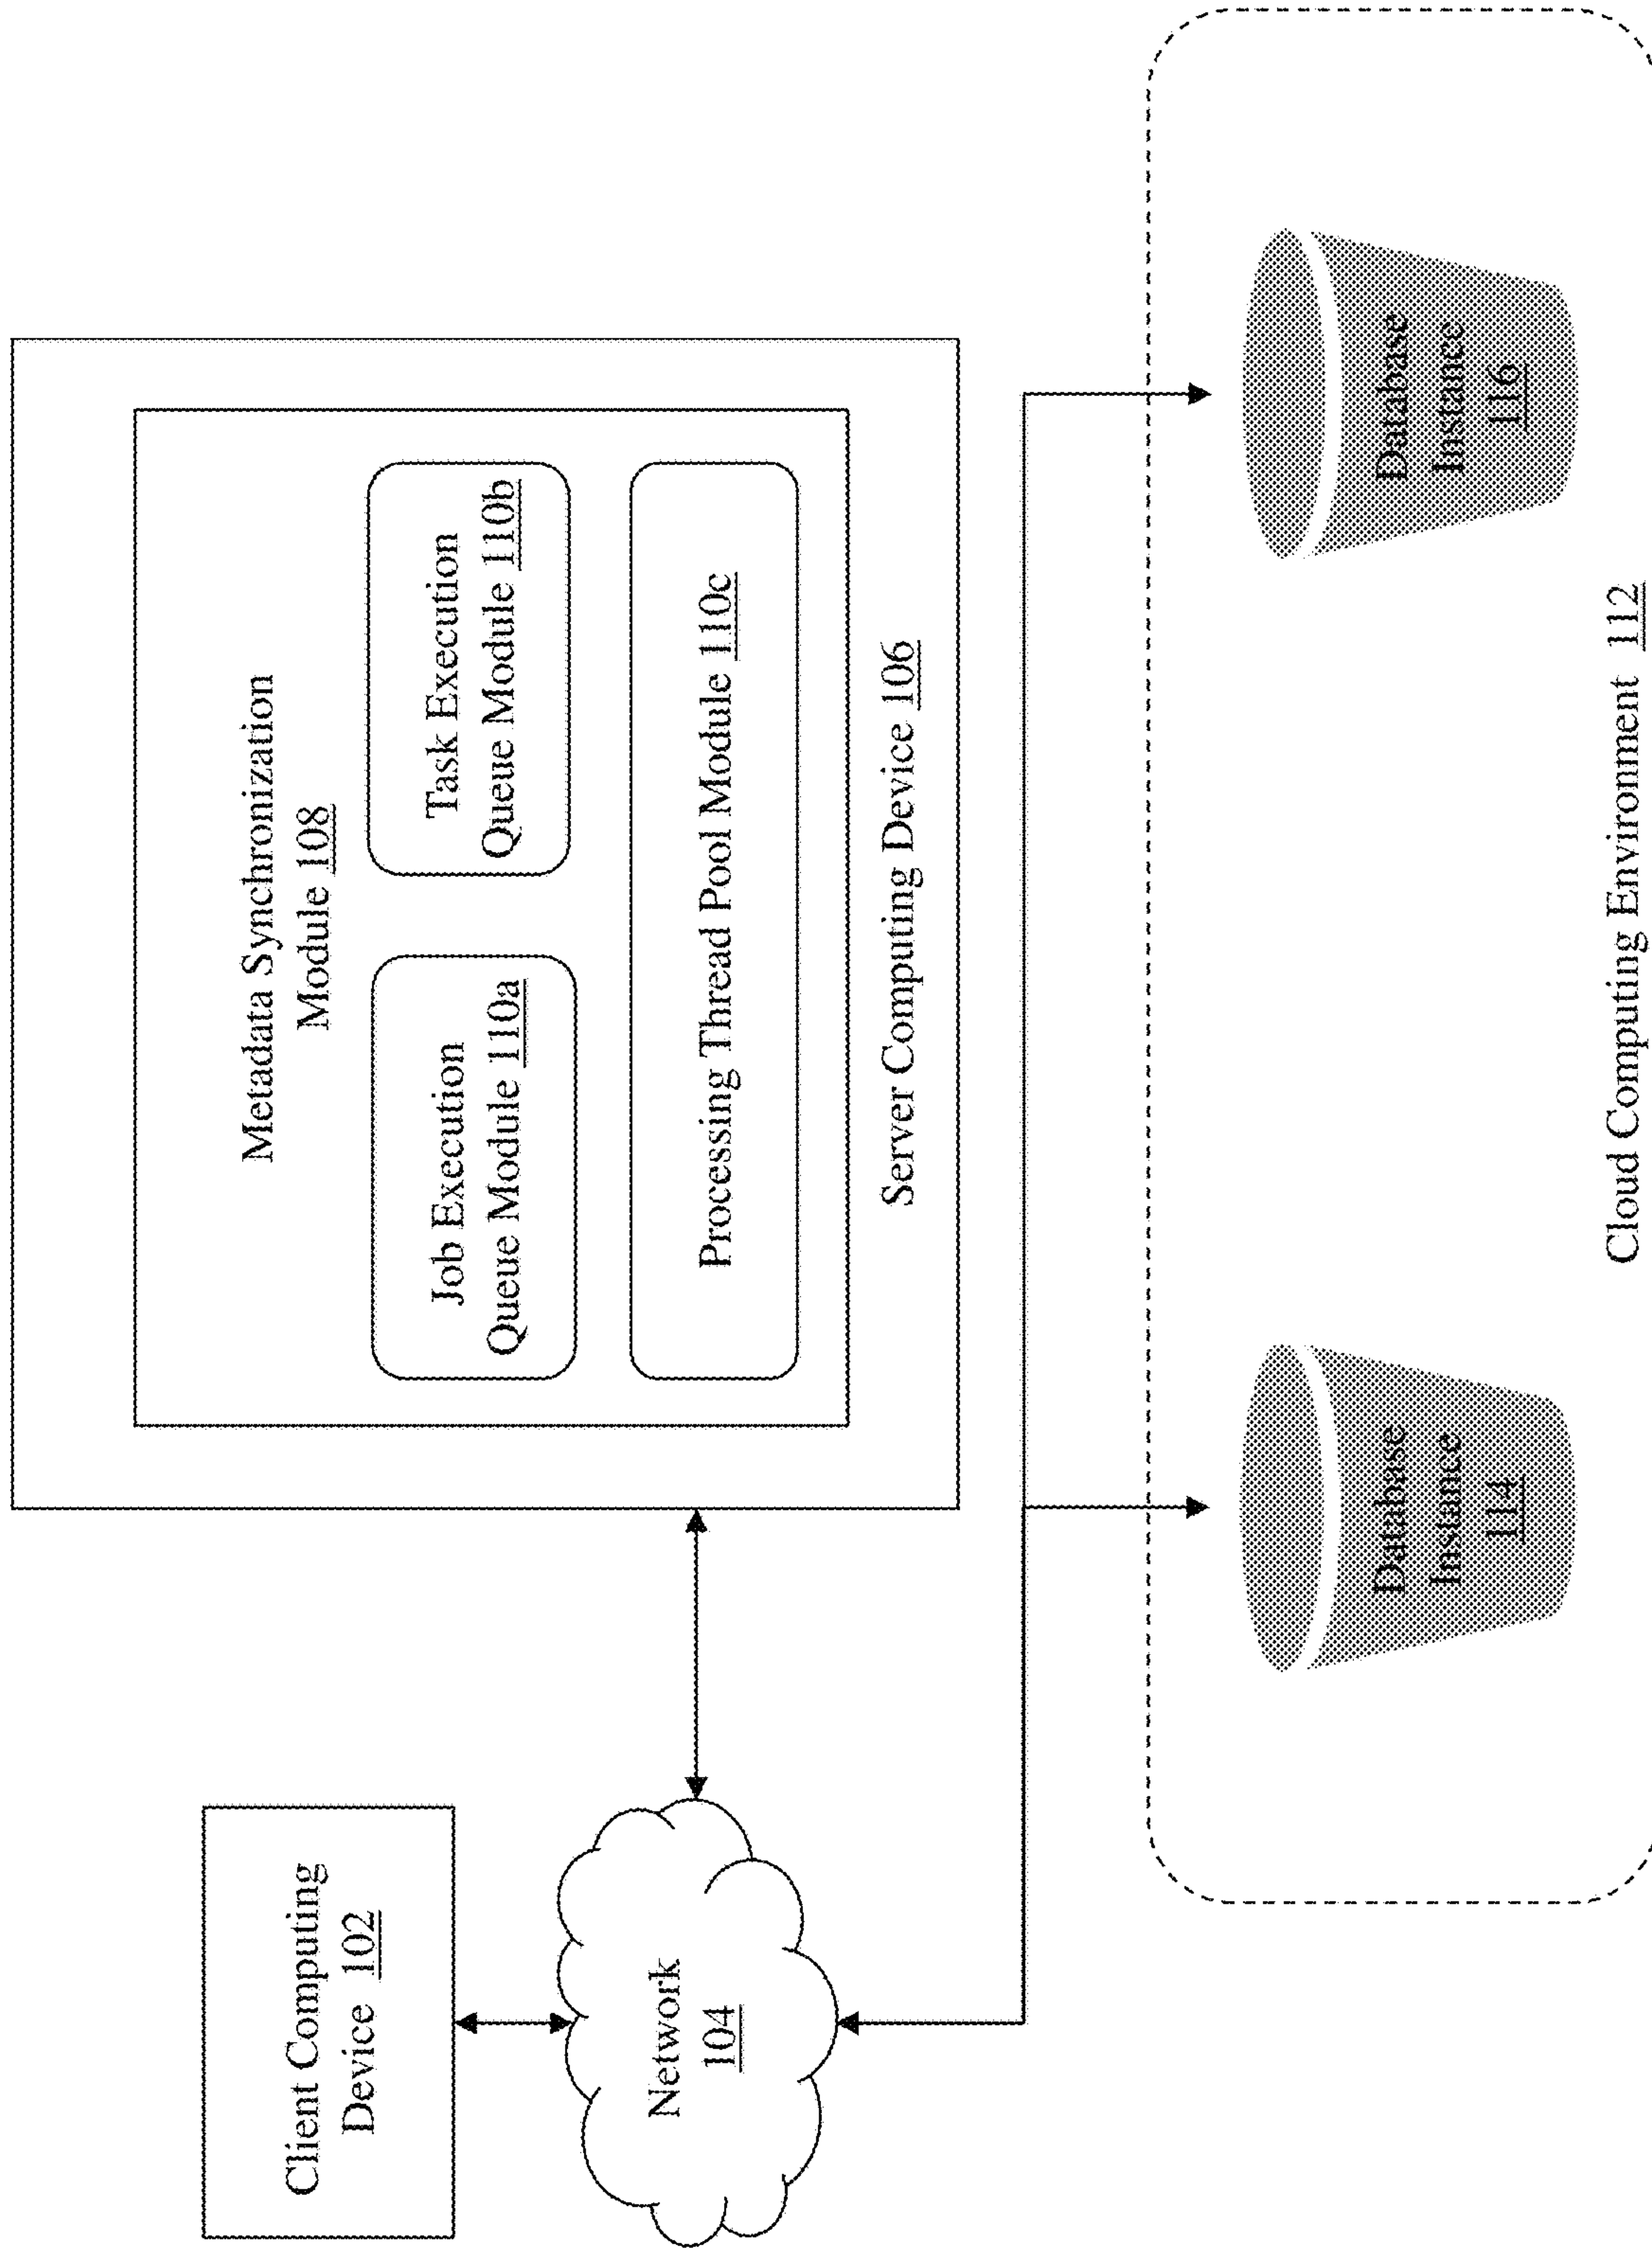 Client Computing
Device 102
Network
104
Metadata Synchronization
Module 108
Job Execution
Queue Module 110a
Task Execution
Queue Module 110b
Processing Thread Pool Module 110c
Server Computing Device 106
Database
Instance
114
Database
Instance
116
Cloud Computing Environment 112